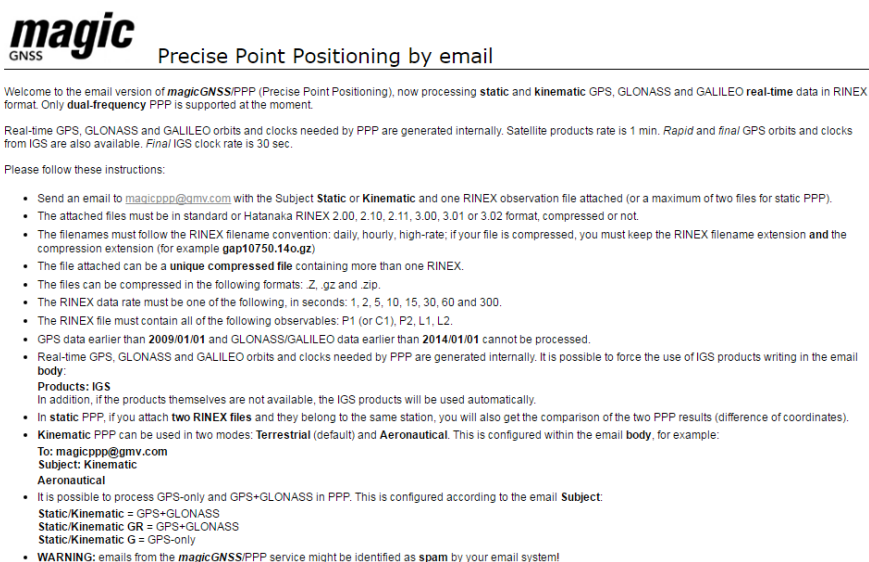 magic
GNSS
Precise Point Positioning by email
Welcome to the email version of magicGNSS/PPP (Precise Point Positioning), now processing static and kinematic GPS, GLONASS and GALILEO real-time data in RINEX
format. Only dual-frequency PPP is supported at the moment.
Real-time GPS, GLONASS and GALILEO orbits and clocks needed by PPP are generated internally. Satellite products rate is 1 min. Rapid and final GPS orbits and clocks
from IGS are also available. Final IGS clock rate is 30 sec.
Please follow these instructions:
• Send an email to magicppp@gmv.com with the Subject Static or Kinematic and one RINEX observation file attached (or a maximum of two files for static PPP).
• The attached files must be in standard or Hatanaka RINEX 2.00, 2.10, 2.11, 3.00, 3.01 or 3.02 format, compressed or not.
• The filenames must follow the RINEX filename convention: daily, hourly, high-rate; if your file is compressed, you must keep the RINEX filename extension and the
compression extension (for example gap10750.14o.gz)
• The file attached can be a unique compressed file containing more than one RINEX.
• The files can be compressed in the following formats: .Z, .gz and .zip.
• The RINEX data rate must be one of the following, in seconds: 1, 2, 5, 10, 15, 30, 60 and 300.
• The RINEX file must contain all of the following observables: P1 (or C1), P2, L1, L2.
• GPS data earlier than 2009/01/01 and GLONASS/GALILEO data earlier than 2014/01/01 cannot be processed.
• Real-time GPS, GLONASS and GALILEO orbits and clocks needed by PPP are generated internally. It is possible to force the use of IGS products writing in the email
body:
Products: IGS
In addition, if the products themselves are not available, the IGS products will be used automatically.
• In static PPP, if you attach two RINEX files and they belong to the same station, you will also get the comparison of the two PPP results (difference of coordinates).
• Kinematic PPP can be used in two modes: Terrestrial (default) and Aeronautical. This is configured within the email body, for example:
To: magicppp@gmv.com
Subject: Kinematic
Aeronautical
• It is possible to process GPS-only and GPS+GLONASS in PPP. This is configured according to the email Subject:
Static/Kinematic = GPS+GLONASS
Static/Kinematic GR = GPS+GLONASS
Static/Kinematic G = GPS-only
• WARNING: emails from the magicGNSS/PPP service might be identified as spam by your email system!